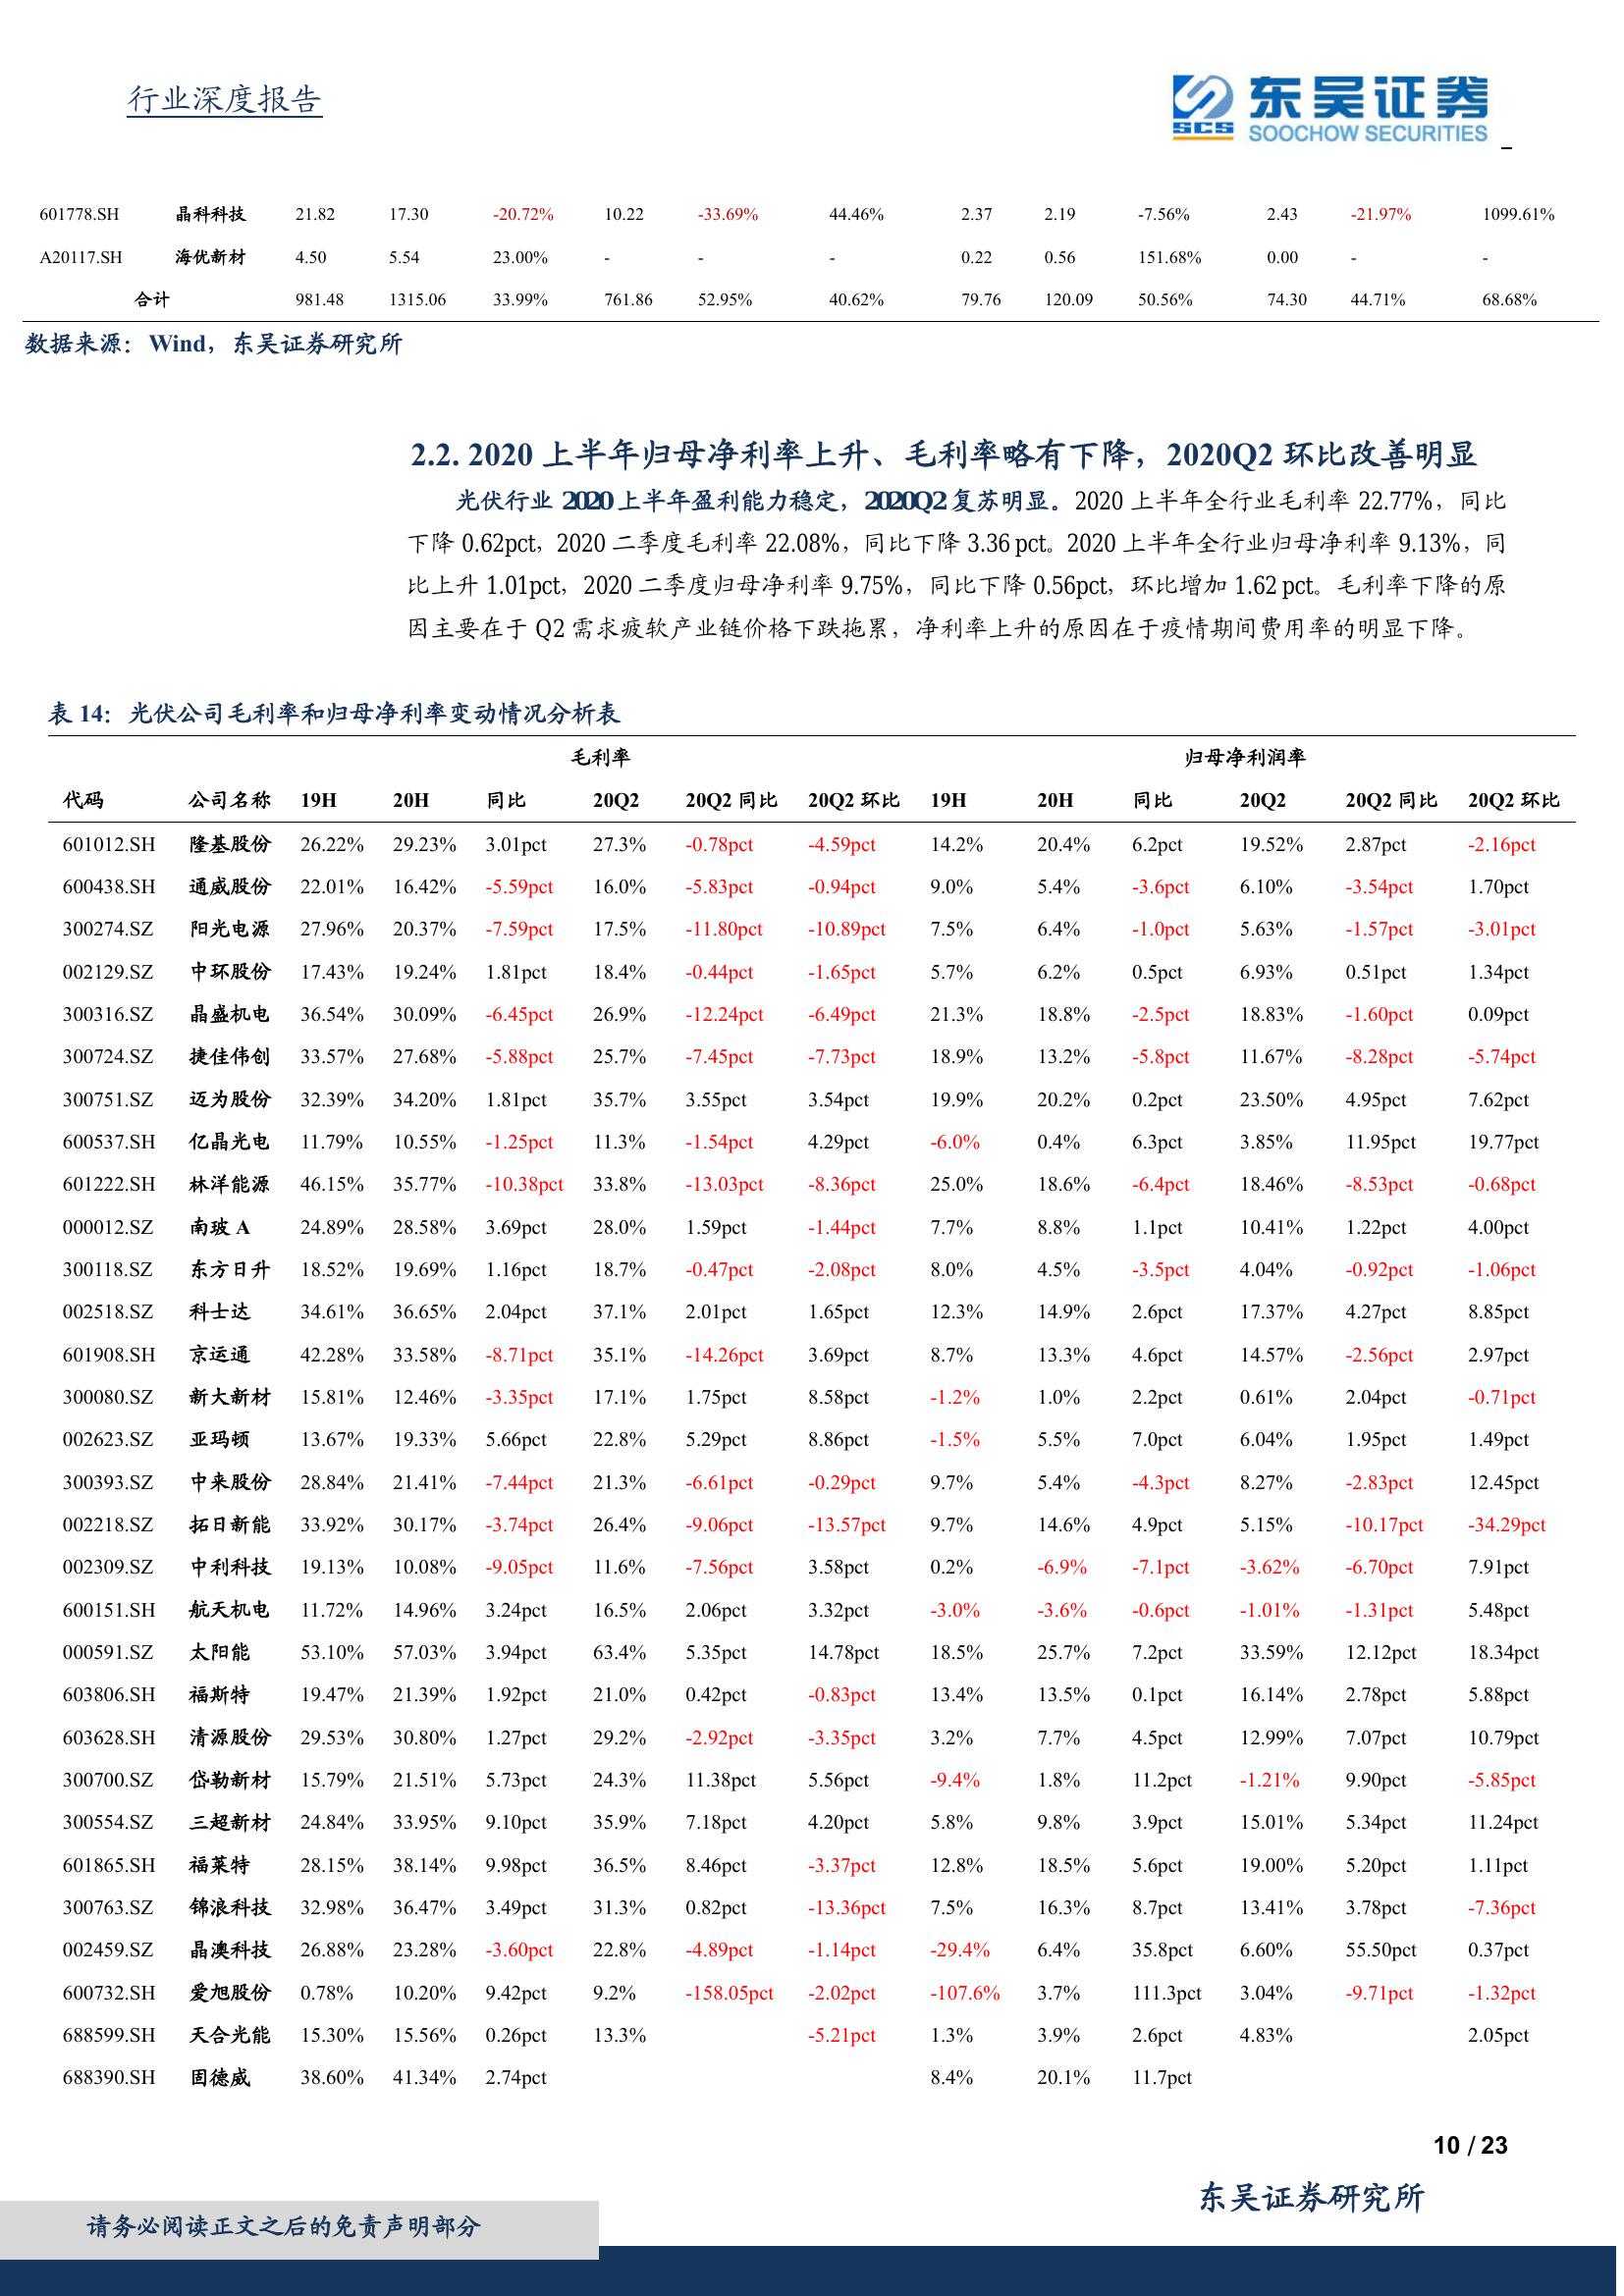 行业深度报告
东吴证券
SCS SOOCHOW SECURITIES
601778.SH 晶科科技 21.82 17.30 -20.72% 10.22 -33.69% 44.46% 2.37 2.19 -7.56% 2.43 -21.97% 1099.61%
A20117.SH 海优新材 4.50 5.54 23.00% - - - 0.22 0.56 151.68% 0.00 - -
合计 981.48 1315.06 33.99% 761.86 52.95% 40.62% 79.76 120.09 50.56% 74.30 44.71% 68.68%
数据来源：Wind，东吴证券研究所
2.2. 2020 上半年归母净利率上升、毛利率略有下降，2020Q2 环比改善明显
光伏行业 2020 上半年盈利能力稳定，2020Q2 复苏明显。2020 上半年全行业毛利率 22.77%，同比
下降 0.62pct，2020 二季度毛利率 22.08%，同比下降 3.36 pct。2020 上半年全行业归母净利率 9.13%，同
比上升 1.01pct，2020 二季度归母净利率 9.75%，同比下降 0.56pct，环比增加 1.62 pct。毛利率下降的原
因主要在于 Q2 需求疲软产业链价格下跌拖累，净利率上升的原因在于疫情期间费用率的明显下降。
表 14：光伏公司毛利率和归母净利率变动情况分析表
毛利率 归母净利润率
代码 公司名称 19H 20H 同比 20Q2 20Q2 同比 20Q2 环比 19H 20H 同比 20Q2 20Q2 同比 20Q2 环比
601012.SH 隆基股份 26.22% 29.23% 3.01pct 27.3% -0.78pct -4.59pct 14.2% 20.4% 6.2pct 19.52% 2.87pct -2.16pct
600438.SH 通威股份 22.01% 16.42% -5.59pct 16.0% -5.83pct -0.94pct 9.0% 5.4% -3.6pct 6.10% -3.54pct 1.70pct
300274.SZ 阳光电源 27.96% 20.37% -7.59pct 17.5% -11.80pct -10.89pct 7.5% 6.4% -1.0pct 5.63% -1.57pct -3.01pct
002129.SZ 中环股份 17.43% 19.24% 1.81pct 18.4% -0.44pct -1.65pct 5.7% 6.2% 0.5pct 6.93% 0.51pct 1.34pct
300316.SZ 晶盛机电 36.54% 30.09% -6.45pct 26.9% -12.24pct -6.49pct 21.3% 18.8% -2.5pct 18.83% -1.60pct 0.09pct
300724.SZ 捷佳伟创 33.57% 27.68% -5.88pct 25.7% -7.45pct -7.73pct 18.9% 13.2% -5.8pct 11.67% -8.28pct -5.74pct
300751.SZ 迈为股份 32.39% 34.20% 1.81pct 35.7% 3.55pct 3.54pct 19.9% 20.2% 0.2pct 23.50% 4.95pct 7.62pct
600537.SH 亿晶光电 11.79% 10.55% -1.25pct 11.3% -1.54pct 4.29pct -6.0% 0.4% 6.3pct 3.85% 11.95pct 19.77pct
601222.SH 林洋能源 46.15% 35.77% -10.38pct 33.8% -13.03pct -8.36pct 25.0% 18.6% -6.4pct 18.46% -8.53pct -0.68pct
000012.SZ 南玻 A 24.89% 28.58% 3.69pct 28.0% 1.59pct -1.44pct 7.7% 8.8% 1.1pct 10.41% 1.22pct 4.00pct
300118.SZ 东方日升 18.52% 19.69% 1.16pct 18.7% -0.47pct -2.08pct 8.0% 4.5% -3.5pct 4.04% -0.92pct -1.06pct
002518.SZ 科士达 34.61% 36.65% 2.04pct 37.1% 2.01pct 1.65pct 12.3% 14.9% 2.6pct 17.37% 4.27pct 8.85pct
601908.SH 京运通 42.28% 33.58% -8.71pct 35.1% -14.26pct 3.69pct 8.7% 13.3% 4.6pct 14.57% -2.56pct 2.97pct
300080.SZ 新大新材 15.81% 12.46% -3.35pct 17.1% 1.75pct 8.58pct -1.2% 1.0% 2.2pct 0.61% 2.04pct -0.71pct
002623.SZ 亚玛顿 13.67% 19.33% 5.66pct 22.8% 5.29pct 8.86pct -1.5% 5.5% 7.0pct 6.04% 1.95pct 1.49pct
300393.SZ 中来股份 28.84% 21.41% -7.44pct 21.3% -6.61pct -0.29pct 9.7% 5.4% -4.3pct 8.27% -2.83pct 12.45pct
002218.SZ 拓日新能 33.92% 30.17% -3.74pct 26.4% -9.06pct -13.57pct 9.7% 14.6% 4.9pct 5.15% -10.17pct -34.29pct
002309.SZ 中利科技 19.13% 10.08% -9.05pct 11.6% -7.56pct 3.58pct 0.2% -6.9% -7.1pct -3.62% -6.70pct 7.91pct
600151.SH 航天机电 11.72% 14.96% 3.24pct 16.5% 2.06pct 3.32pct -3.0% -3.6% -0.6pct -1.01% -1.31pct 5.48pct
000591.SZ 太阳能 53.10% 57.03% 3.94pct 63.4% 5.35pct 14.78pct 18.5% 25.7% 7.2pct 33.59% 12.12pct 18.34pct
603806.SH 福斯特 19.47% 21.39% 1.92pct 21.0% 0.42pct -0.83pct 13.4% 13.5% 0.1pct 16.14% 2.78pct 5.88pct
603628.SH 清源股份 29.53% 30.80% 1.27pct 29.2% -2.92pct -3.35pct 3.2% 7.7% 4.5pct 12.99% 7.07pct 10.79pct
300700.SZ 岱勒新材 15.79% 21.51% 5.73pct 24.3% 11.38pct 5.56pct -9.4% 1.8% 11.2pct -1.21% 9.90pct -5.85pct
300554.SZ 三超新材 24.84% 33.95% 9.10pct 35.9% 7.18pct 4.20pct 5.8% 9.8% 3.9pct 15.01% 5.34pct 11.24pct
601865.SH 福莱特 28.15% 38.14% 9.98pct 36.5% 8.46pct -3.37pct 12.8% 18.5% 5.6pct 19.00% 5.20pct 1.11pct
300763.SZ 锦浪科技 32.98% 36.47% 3.49pct 31.3% 0.82pct -13.36pct 7.5% 16.3% 8.7pct 13.41% 3.78pct -7.36pct
002459.SZ 晶澳科技 26.88% 23.28% -3.60pct 22.8% -4.89pct -1.14pct -29.4% 6.4% 35.8pct 6.60% 55.50pct 0.37pct
600732.SH 爱旭股份 0.78% 10.20% 9.42pct 9.2% -158.05pct -2.02pct -107.6% 3.7% 111.3pct 3.04% -9.71pct -1.32pct
688599.SH 天合光能 15.30% 15.56% 0.26pct 13.3% -5.21pct 1.3% 3.9% 2.6pct 4.83% 2.05pct
688390.SH 固德威 38.60% 41.34% 2.74pct 8.4% 20.1% 11.7pct
10 / 23
东吴证券研究所
请务必阅读正文之后的免责声明部分